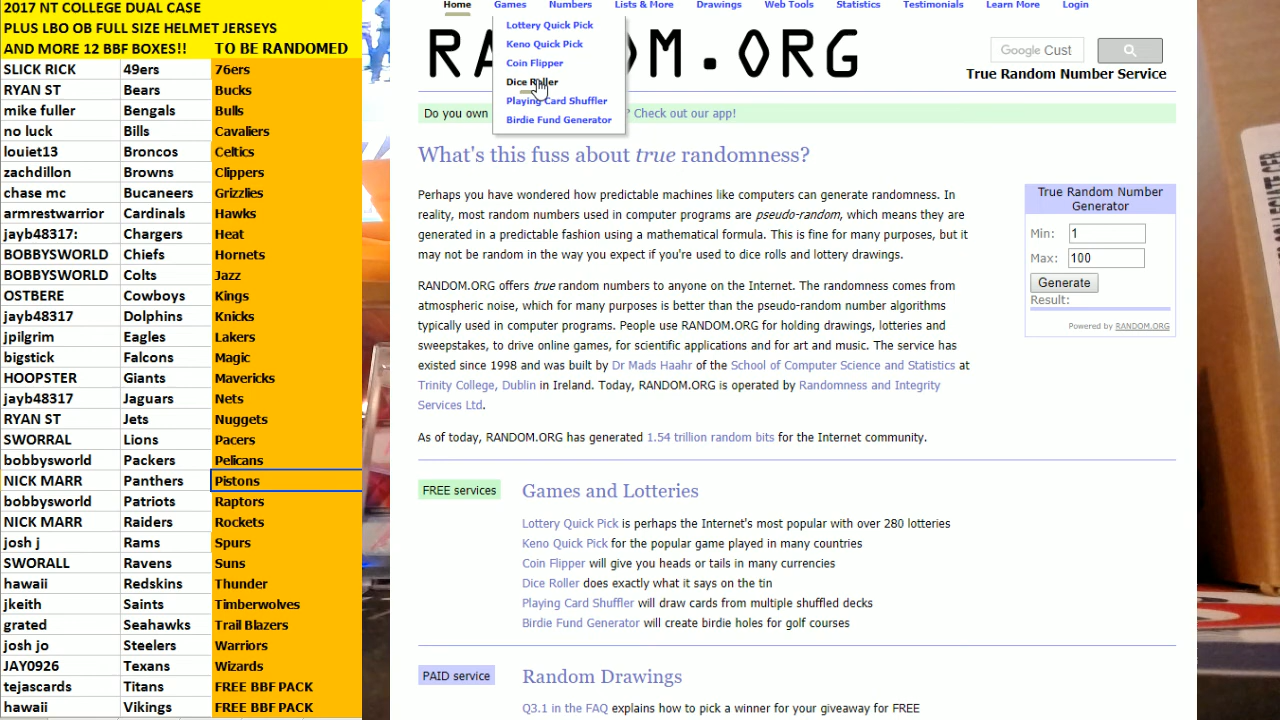 2017 NT COLLEGE DUAL CASE
PLUS LBO OB FULL SIZE HELMET JERSEYS
AND MORE 12 BBF BOXES!! TO BE RANDOMED
SLICK RICK 49ers 76ers
RYAN ST Bears Bucks
mike fuller Bengals Bulls
no luck Bills Cavaliers
louiet13 Broncos Celtics
zachdillon Browns Clippers
chase mc Bucaneers Grizzlies
armrestwarrior Cardinals Hawks
jayb48317: Chargers Heat
BOBBYSWORLD Chiefs Hornets
BOBBYSWORLD Colts Jazz
OSTBERE Cowboys Kings
jayb48317 Dolphins Knicks
jpilgrim Eagles Lakers
bigstick Falcons Magic
HOOPSTER Giants Mavericks
jayb48317 Jaguars Nets
RYAN ST Jets Nuggets
SWORRAL Lions Pacers
bobbysworld Packers Pelicans
NICK MARR Panthers Pistons
bobbysworld Patriots Raptors
NICK MARR Raiders Rockets
josh j Rams Spurs
SWORALL Ravens Suns
hawaii Redskins Thunder
jkeith Saints Timberwolves
grated Seahawks Trail Blazers
josh jo Steelers Warriors
JAY0926 Texans Wizards
tejascards Titans FREE BBF PACK
hawaii Vikings FREE BBF PACK
Home Games Numbers Lists & More Drawings Web Tools Statistics Testimonials Learn More Login
Lottery Quick Pick
Keno Quick Pick
Coin Flipper
Dice Roller
Playing Card Shuffler
Birdie Fund Generator
RA M.ORG
Google Cust
True Random Number Service
Do you own ? Check out our app!
What's this fuss about true randomness?
Perhaps you have wondered how predictable machines like computers can generate randomness. In
reality, most random numbers used in computer programs are pseudo-random, which means they are
generated in a predictable fashion using a mathematical formula. This is fine for many purposes, but it
may not be random in the way you expect if you're used to dice rolls and lottery drawings.
RANDOM.ORG offers true random numbers to anyone on the Internet. The randomness comes from
atmospheric noise, which for many purposes is better than the pseudo-random number algorithms
typically used in computer programs. People use RANDOM.ORG for holding drawings, lotteries and
sweepstakes, to drive online games, for scientific applications and for art and music. The service has
existed since 1998 and was built by Dr Mads Haahr of the School of Computer Science and Statistics at
Trinity College, Dublin in Ireland. Today, RANDOM.ORG is operated by Randomness and Integrity
Services Ltd.
As of today, RANDOM.ORG has generated 1.54 trillion random bits for the Internet community.
True Random Number
Generator
Min: 1
Max: 100
Generate
Result:
Powered by RANDOM.ORG
FREE services
Games and Lotteries
Lottery Quick Pick is perhaps the Internet's most popular with over 280 lotteries
Keno Quick Pick for the popular game played in many countries
Coin Flipper will give you heads or tails in many currencies
Dice Roller does exactly what it says on the tin
Playing Card Shuffler will draw cards from multiple shuffled decks
Birdie Fund Generator will create birdie holes for golf courses
PAID service
Random Drawings
Q3.1 in the FAQ explains how to pick a winner for your giveaway for FREE